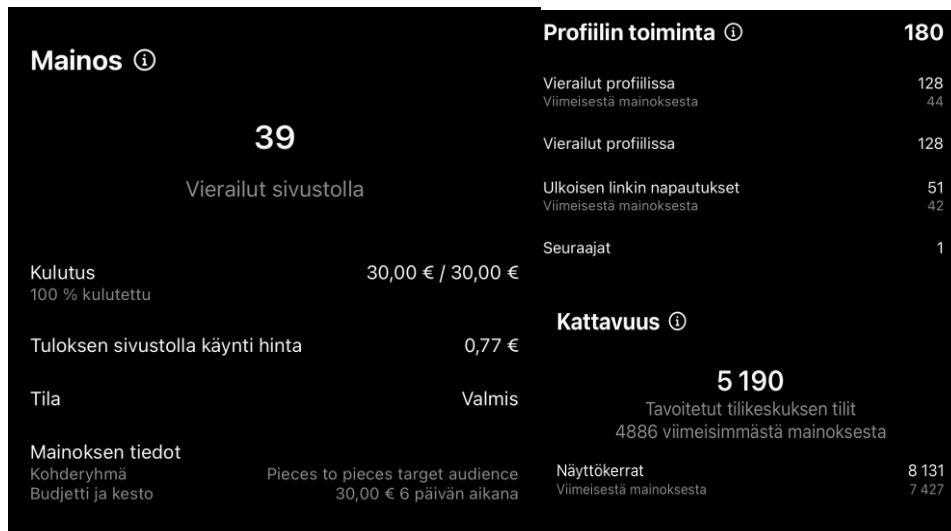 Mainos
39
Vierailut sivustolla
Kulutus 30,00 € / 30,00 €
100 % kulutettu
Tuloksen sivustolla käynti hinta 0,77 €
Tila Valmis
Mainoksen tiedot
Kohderyhmä Pieces to pieces target audience
Budjetti ja kesto 30,00 € 6 päivän aikana
Profiilin toiminta 180
Vierailut profiilissa 128
Viimeisestä mainoksesta 44
Vierailut profiilissa 128
Ulkoisen linkin napautukset 51
Viimeisestä mainoksesta 42
Seuraajat 1
Kattavuus
5 190
Tavoitetut tilikeskuksen tilit
4886 viimeisimmästä mainoksesta
Näyttökerrat 8 131
Viimeisestä mainoksesta 7 427